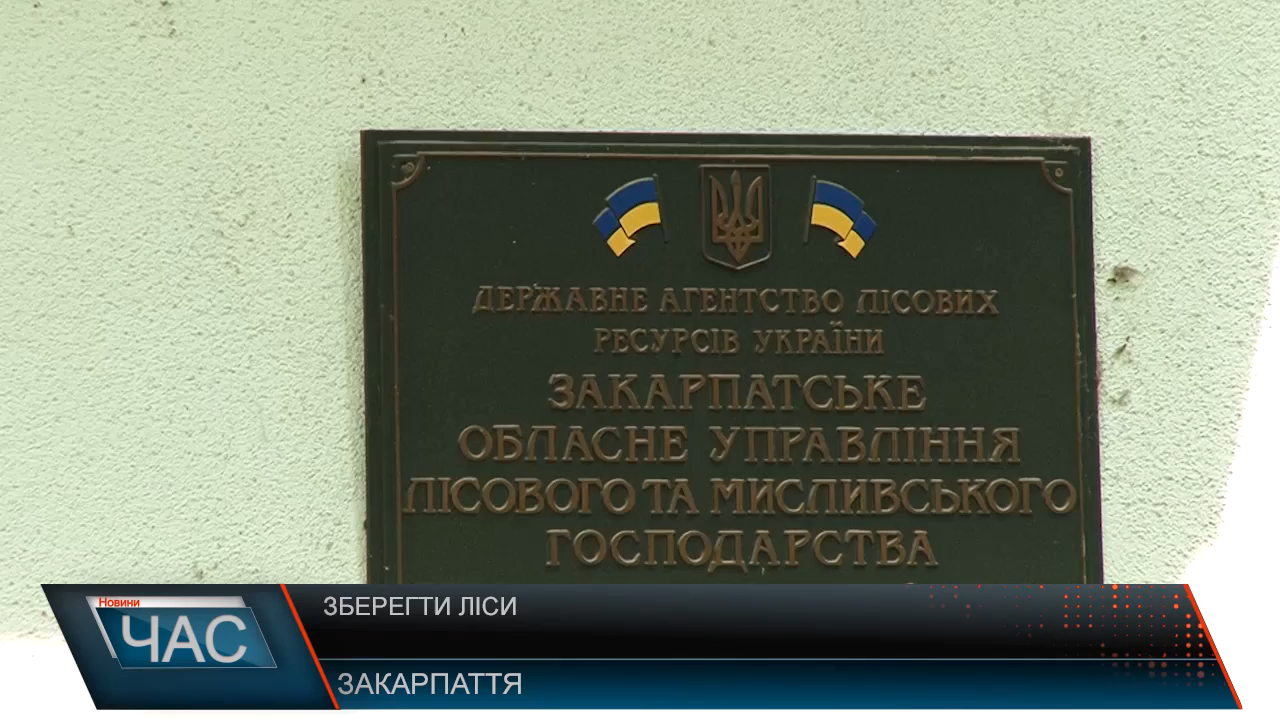 ДЕРЖАВНЕ АГЕНТСТВО ЛІСОВИХ
РЕСУРСІВ УКРАЇНИ
ЗАКАРПАТСЬКЕ
ОБЛАСНЕ УПРАВЛІННЯ
ЛІСОВОГО ТА МИСЛИВСЬКОГО
ГОСПОДАРСТВА
Новини
ЧАС
ЗБЕРЕГТИ ЛІСИ
ЗАКАРПАТТЯ